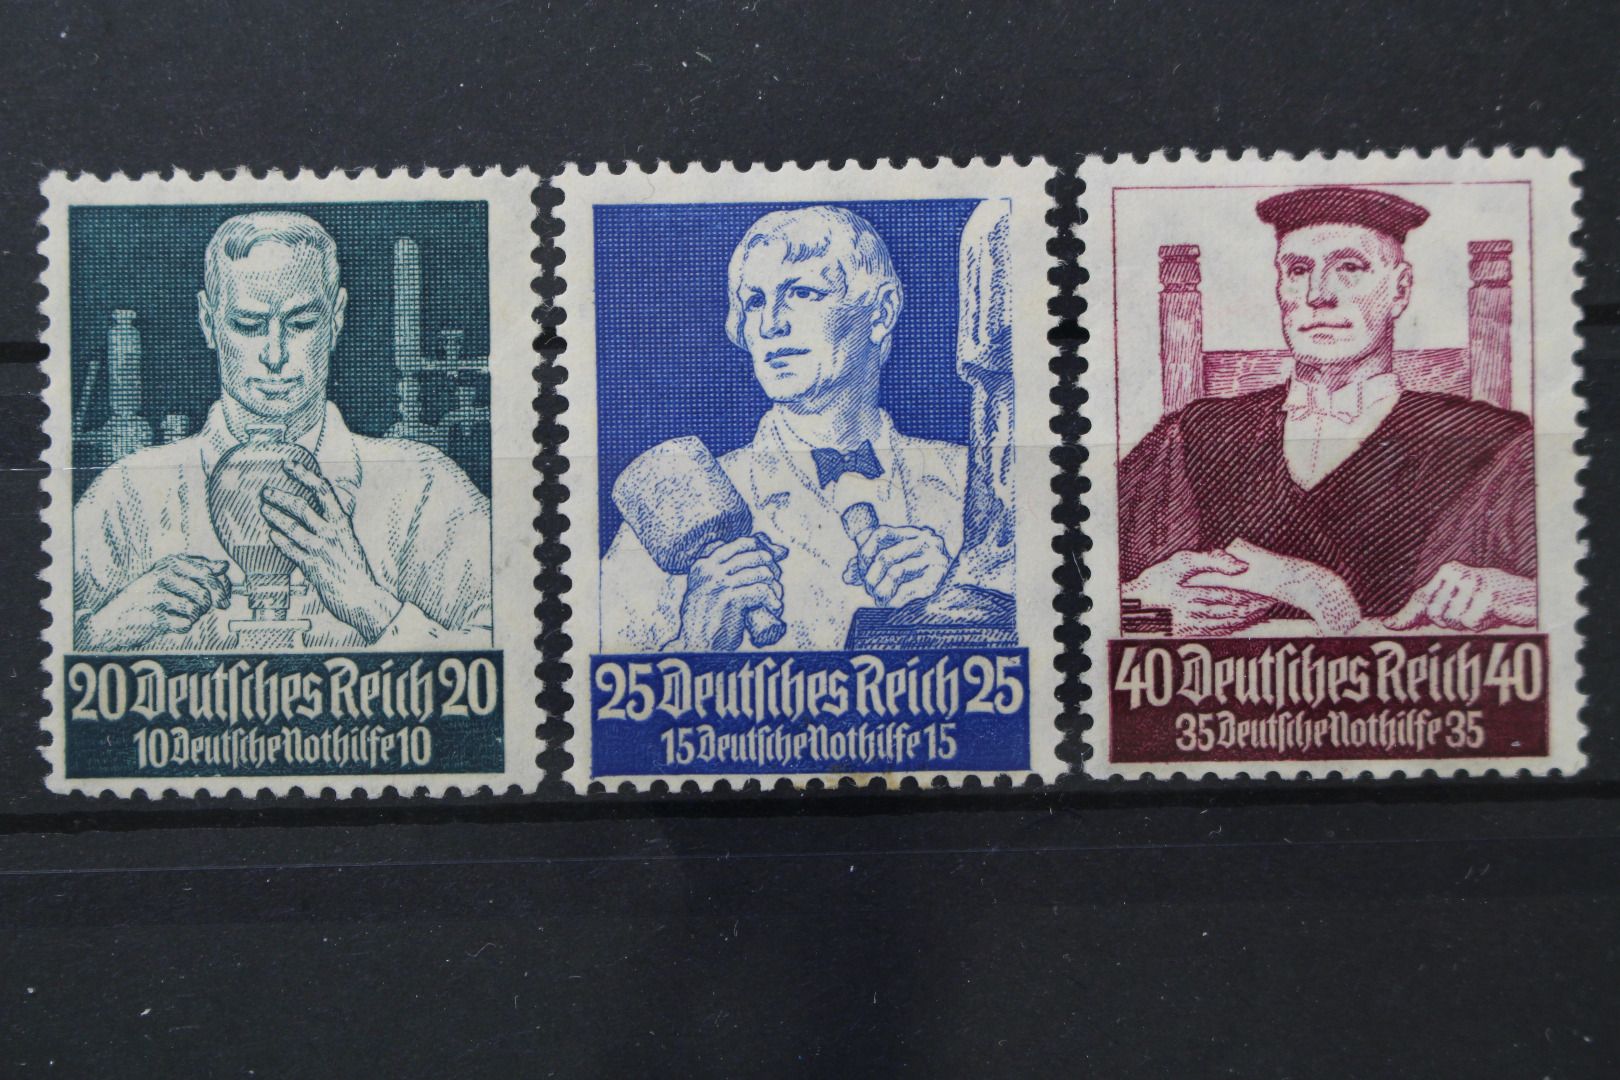 20 Deutsches Reich 20
10 Deutsche Nothilfe 10
25 Deutsches Reich 25
15 Deutsche Nothilfe 15
40 Deutsches Reich 40
35 Deutsche Nothilfe 35